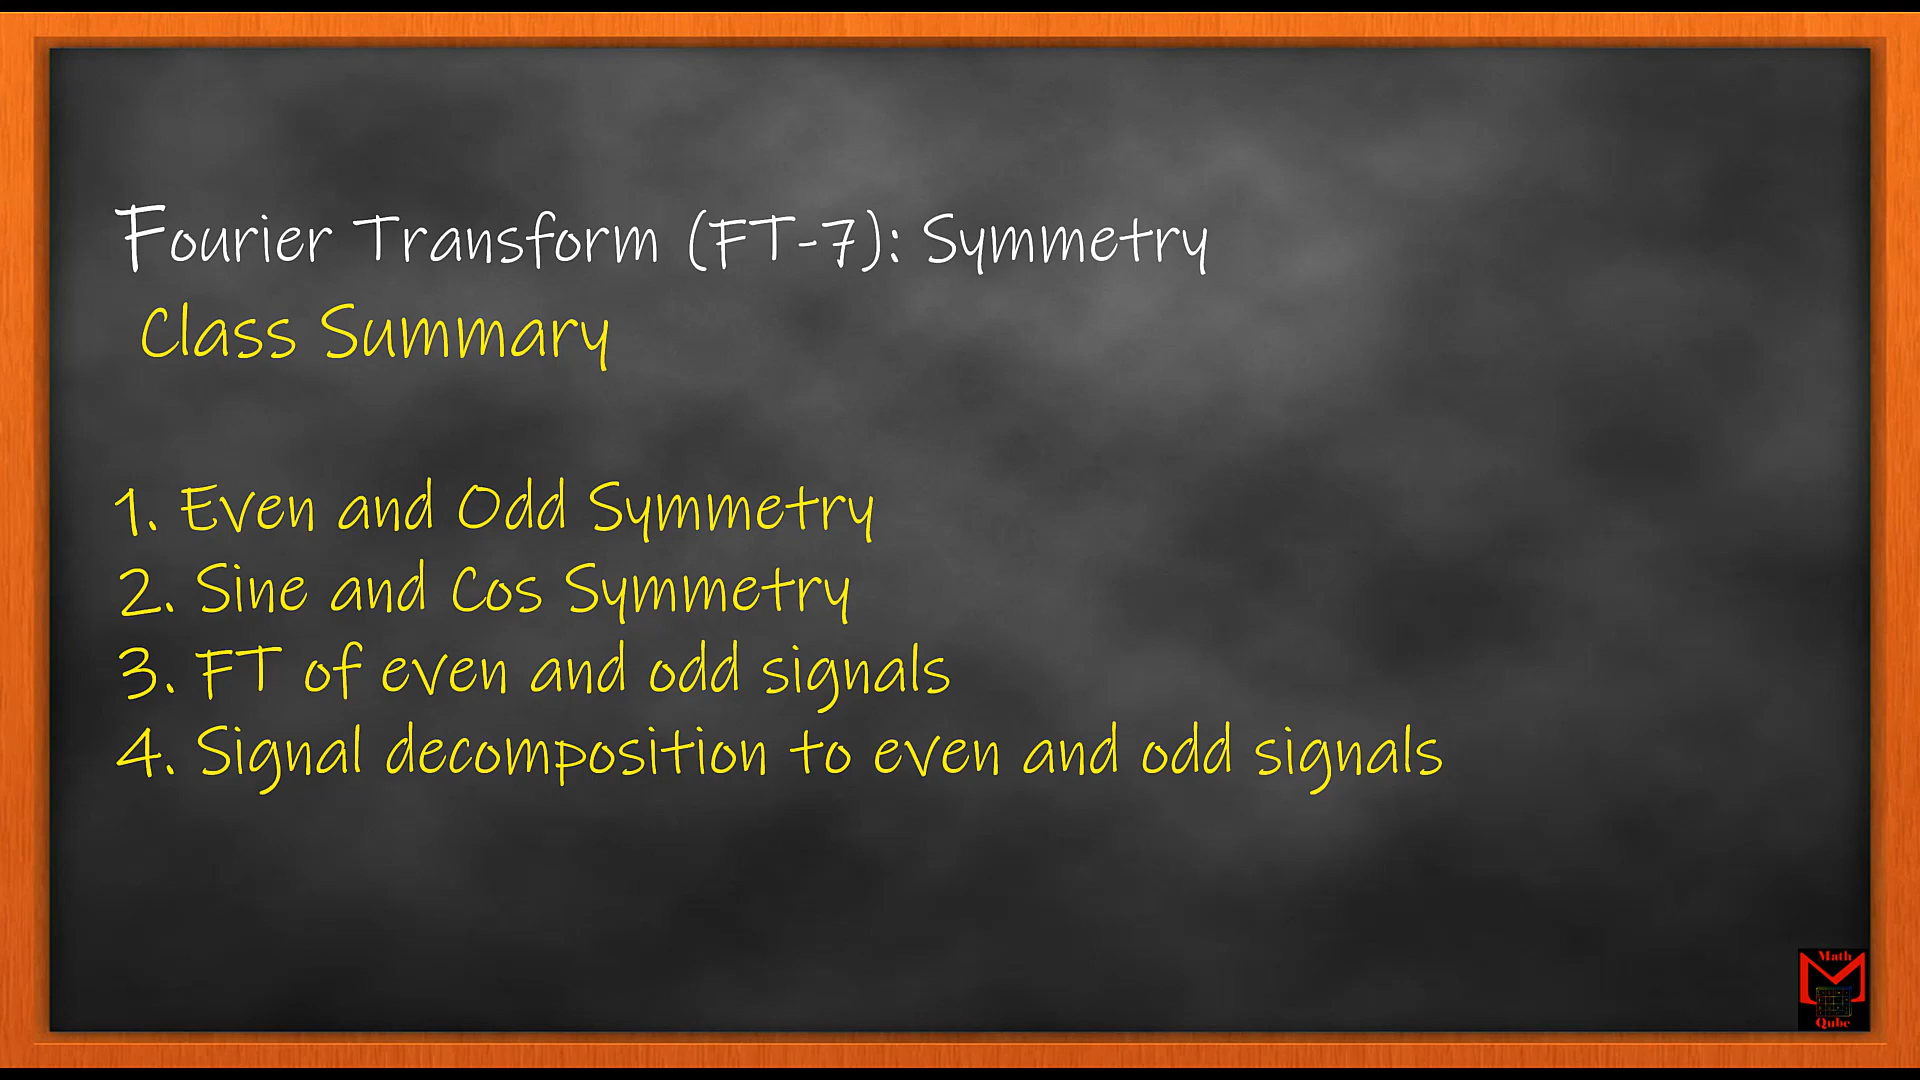 Fourier Transform (FT-7): Symmetry
Class Summary
1. Even and Odd Symmetry
2. Sine and Cos Symmetry
3. FT of even and odd signals
4. Signal decomposition to even and odd signals
Math
Qube